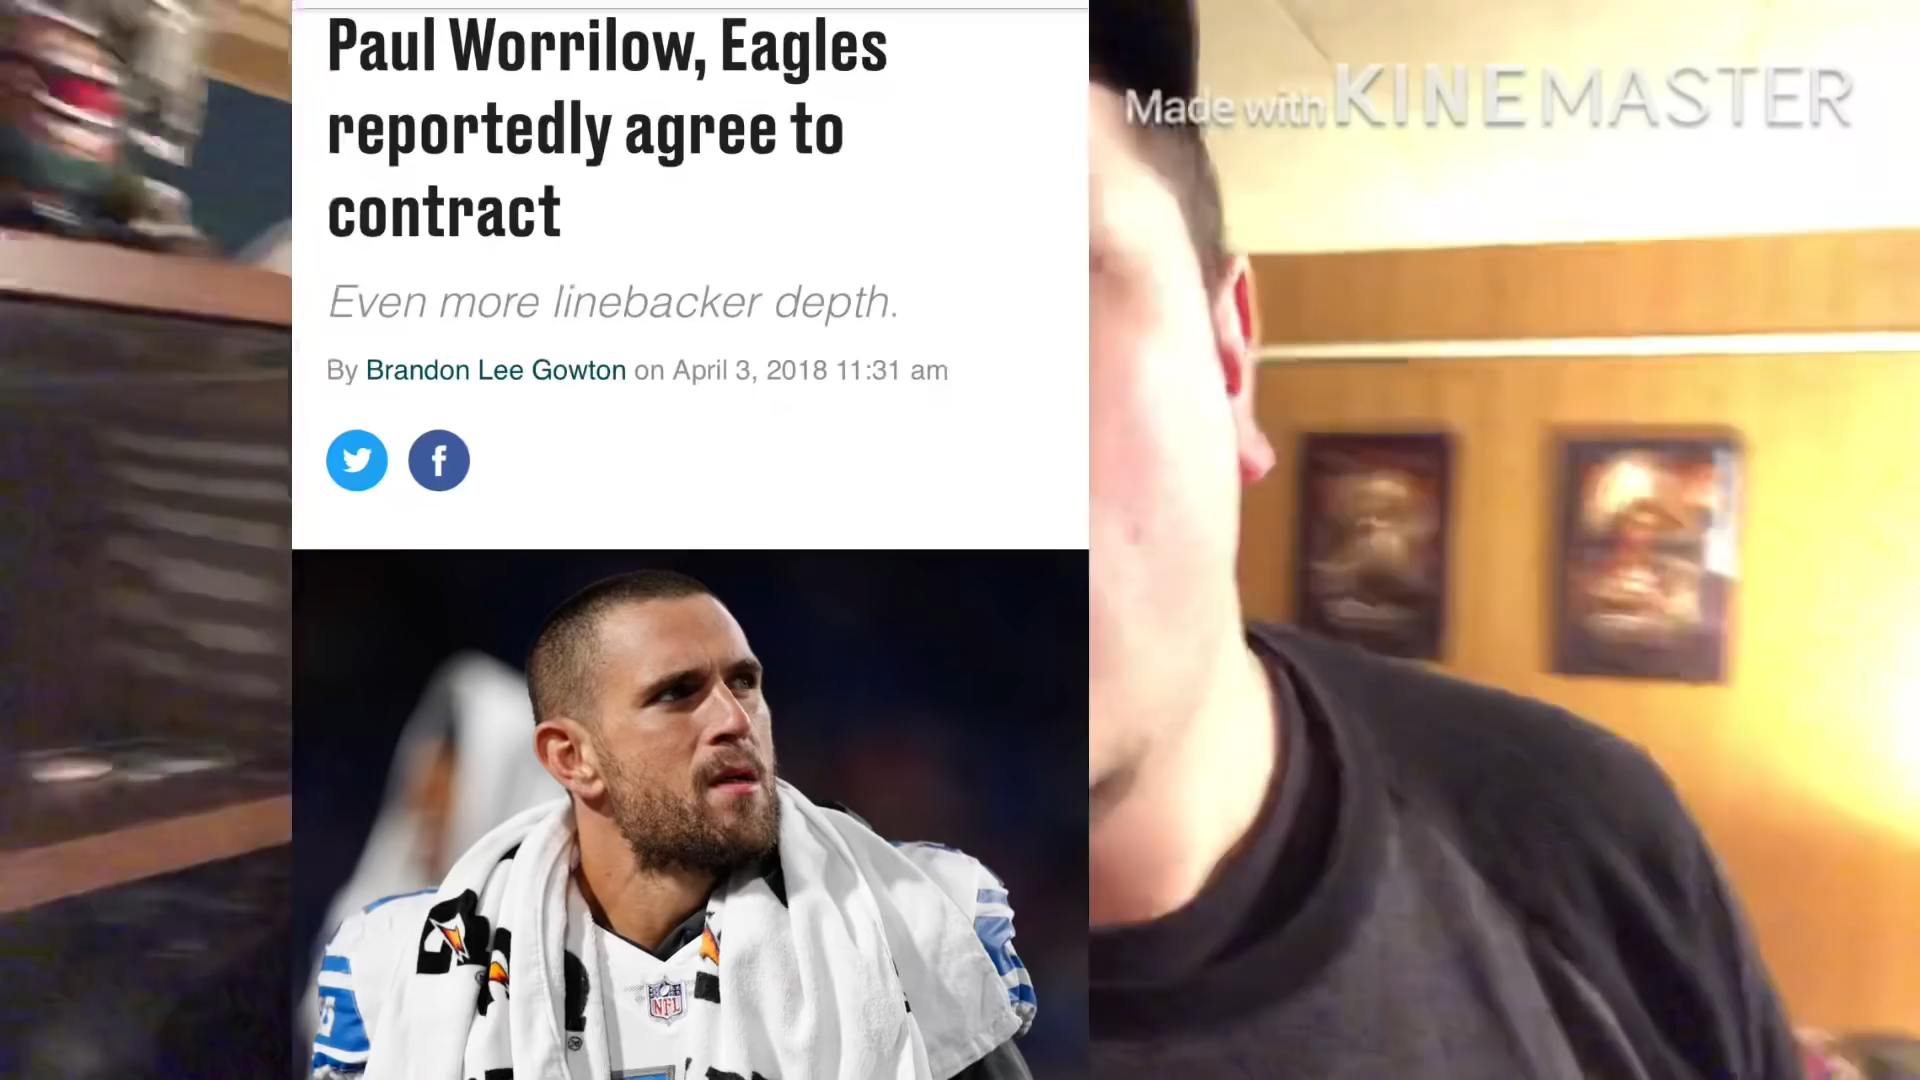 Paul Worrilow, Eagles
reportedly agree to
contract
Even more linebacker depth.
By Brandon Lee Gowton on April 3, 2018 11:31 am
f
Made with KINEMASTER
NFL